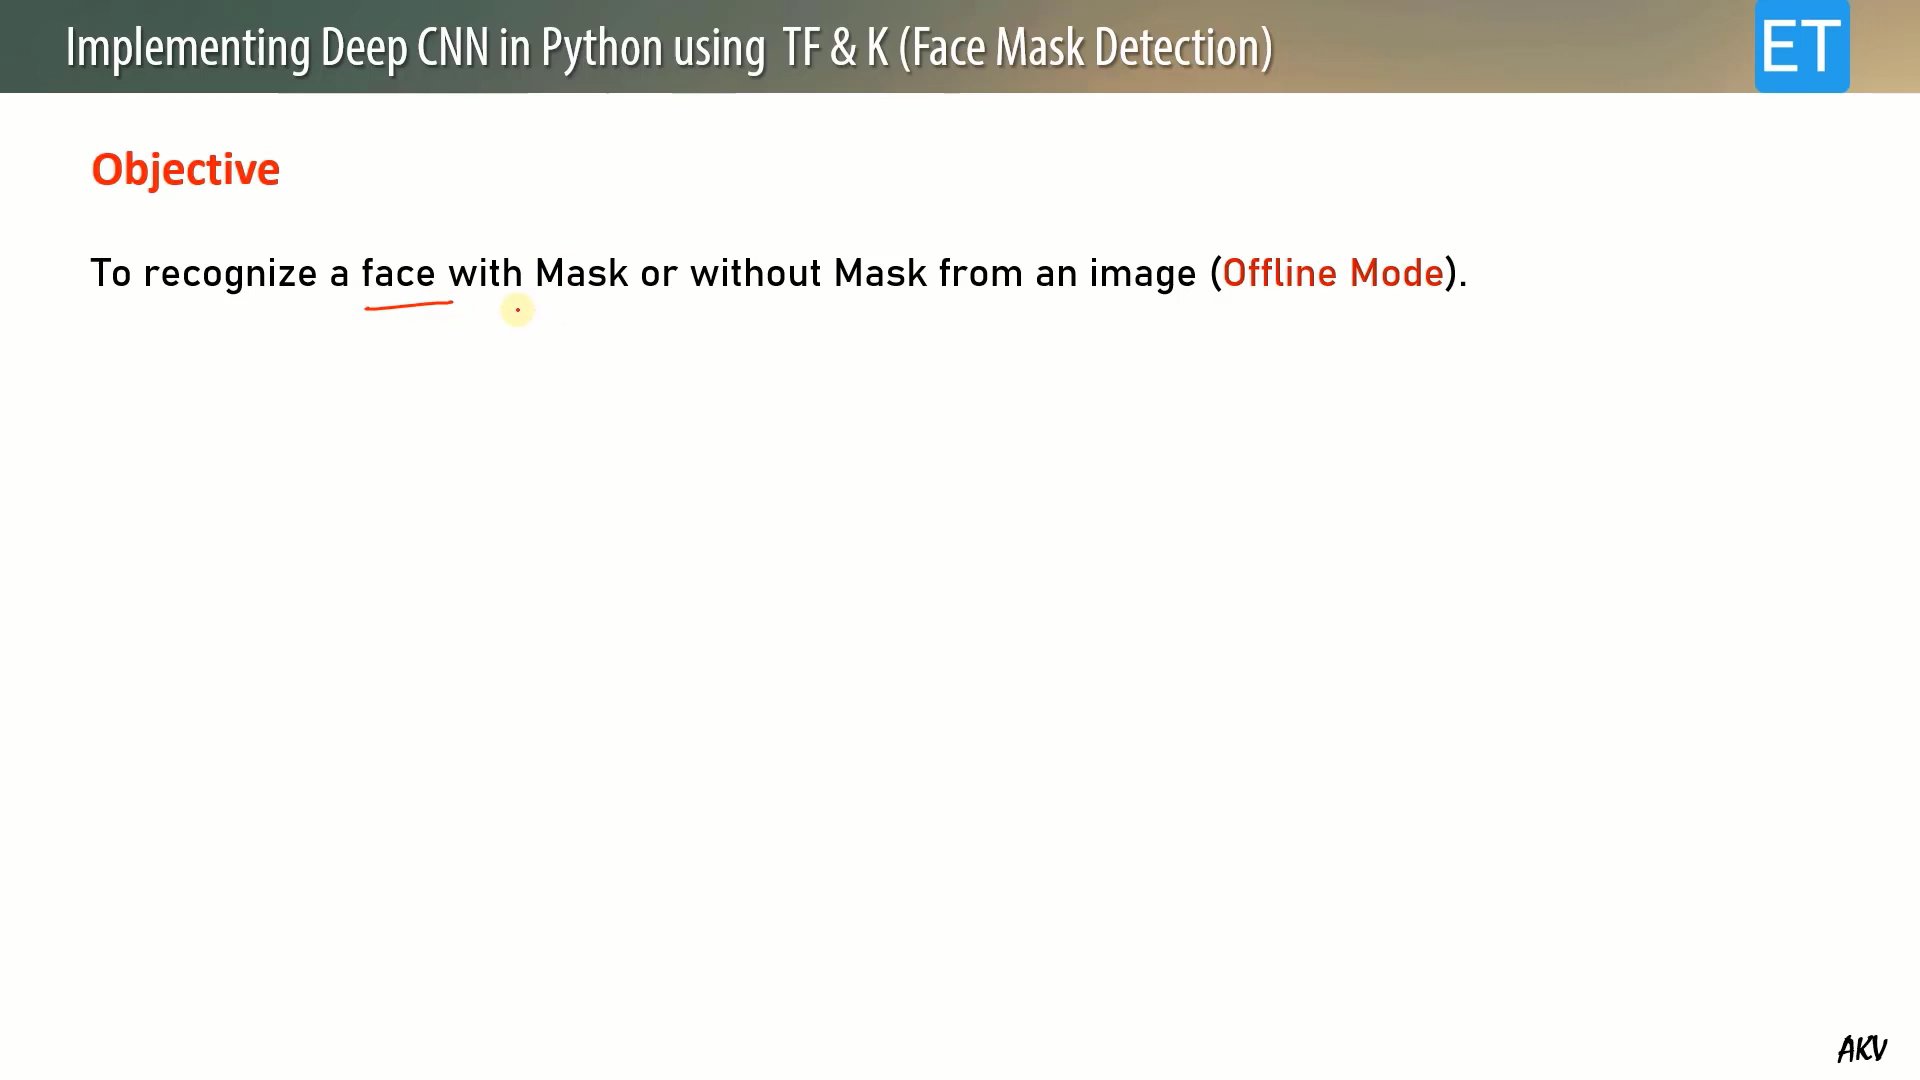 Implementing Deep CNN in Python using TF & K (Face Mask Detection)
ET
Objective
To recognize a face with Mask or without Mask from an image (Offline Mode).
AKV